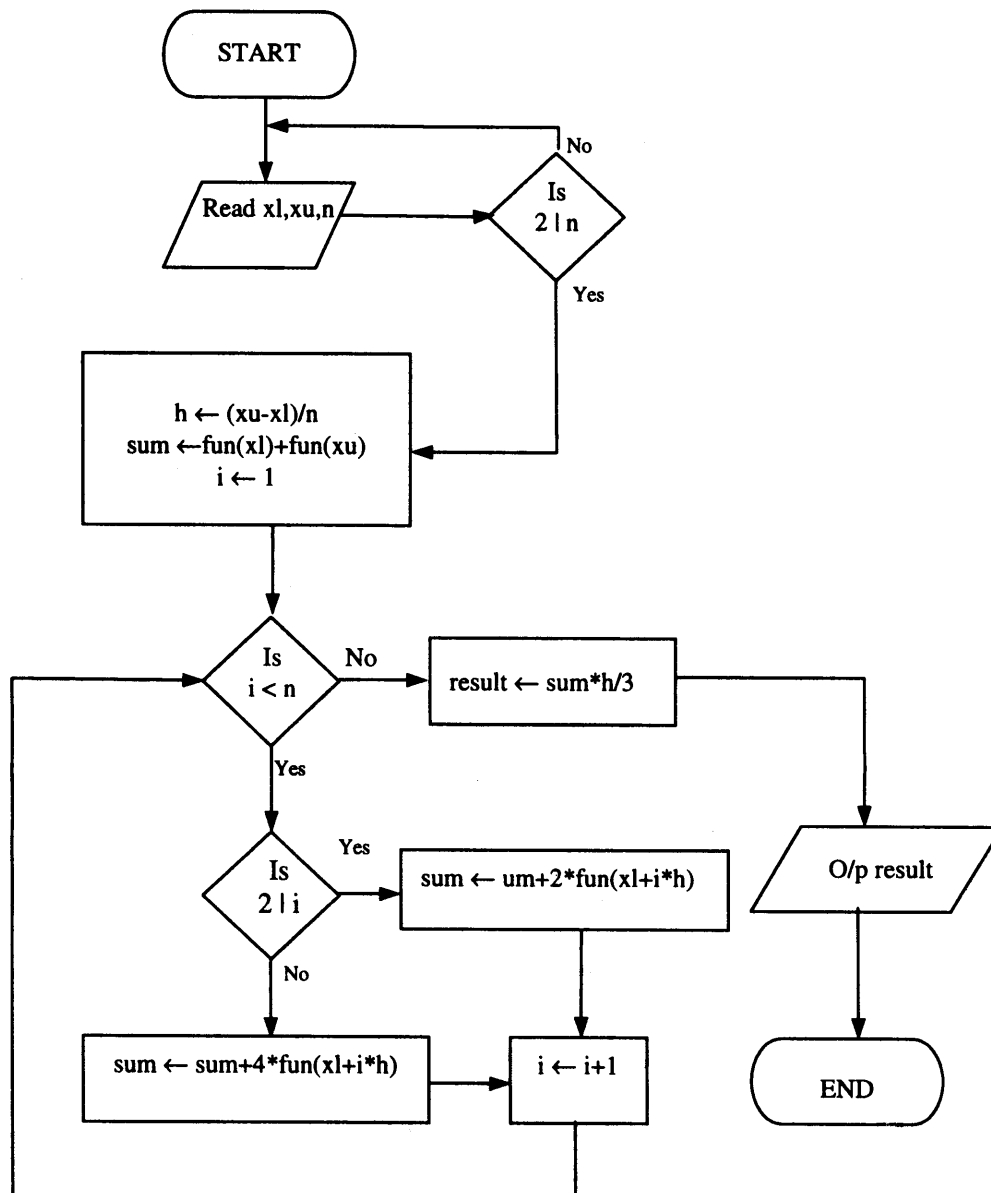 START
No
Read xl,xu,n
Is
2 | n
Yes
h ← (xu-xl)/n
sum ←fun(xl)+fun(xu)
i ← 1
Is
i < n
No
result ← sum*h/3
Yes
Is
2 | i
Yes
sum ← um+2*fun(xl+i*h)
O/p result
No
sum ← sum+4*fun(xl+i*h)
i ← i+1
END